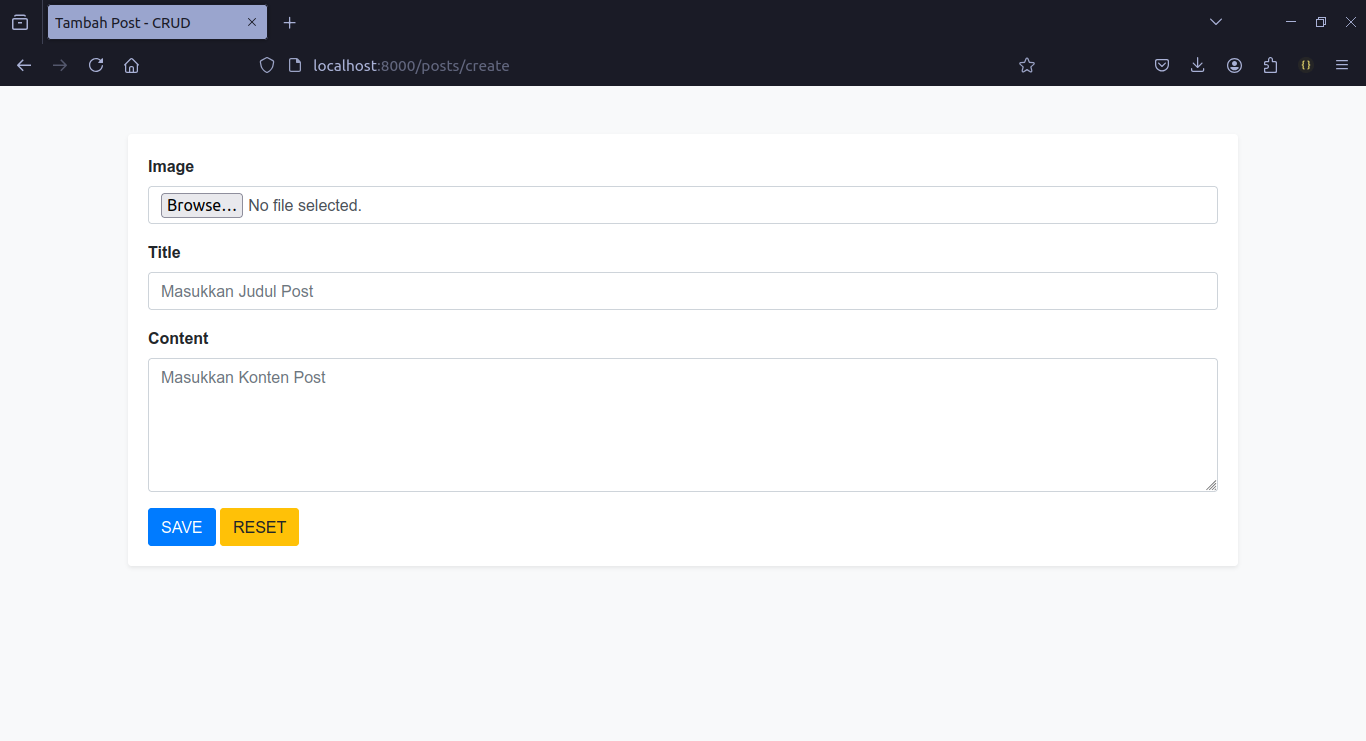 Tambah Post - CRUD
localhost:8000/posts/create
Image
Browse... No file selected.
Title
Masukkan Judul Post
Content
Masukkan Konten Post
SAVE RESET